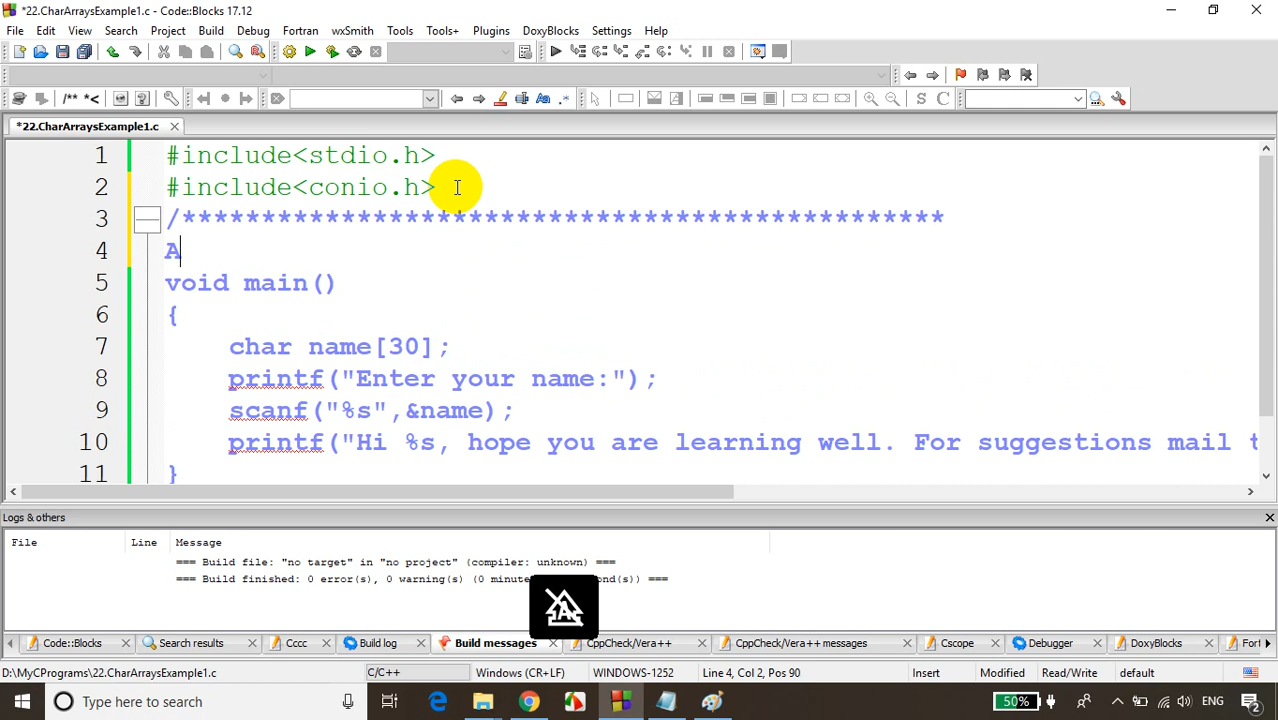 *22.CharArraysExample1.c - Code::Blocks 17.12
File Edit View Search Project Build Debug Fortran wxSmith Tools Tools+ Plugins DoxyBlocks Settings Help
/** *< S C
*22.CharArraysExample1.c
1 #include<stdio.h>
2 #include<conio.h>
3 /************************************************
4 A
5 void main()
6 {
7 char name[30];
8 printf("Enter your name:");
9 scanf("%s",&name);
10 printf("Hi %s, hope you are learning well. For suggestions mail t
11 }
Logs & others
File Line Message
=== Build file: "no target" in "no project" (compiler: unknown) ===
=== Build finished: 0 error(s), 0 warning(s) (0 minute ond(s)) ===
A
Code::Blocks Search results Cccc Build log Build messages CppCheck/Vera++ CppCheck/Vera++ messages Cscope Debugger DoxyBlocks For
D:\MyCPrograms\22.CharArraysExample1.c C/C++ Windows (CR+LF) WINDOWS-1252 Line 4, Col 2, Pos 90 Insert Modified Read/Write default
Type here to search 50% ENG 2